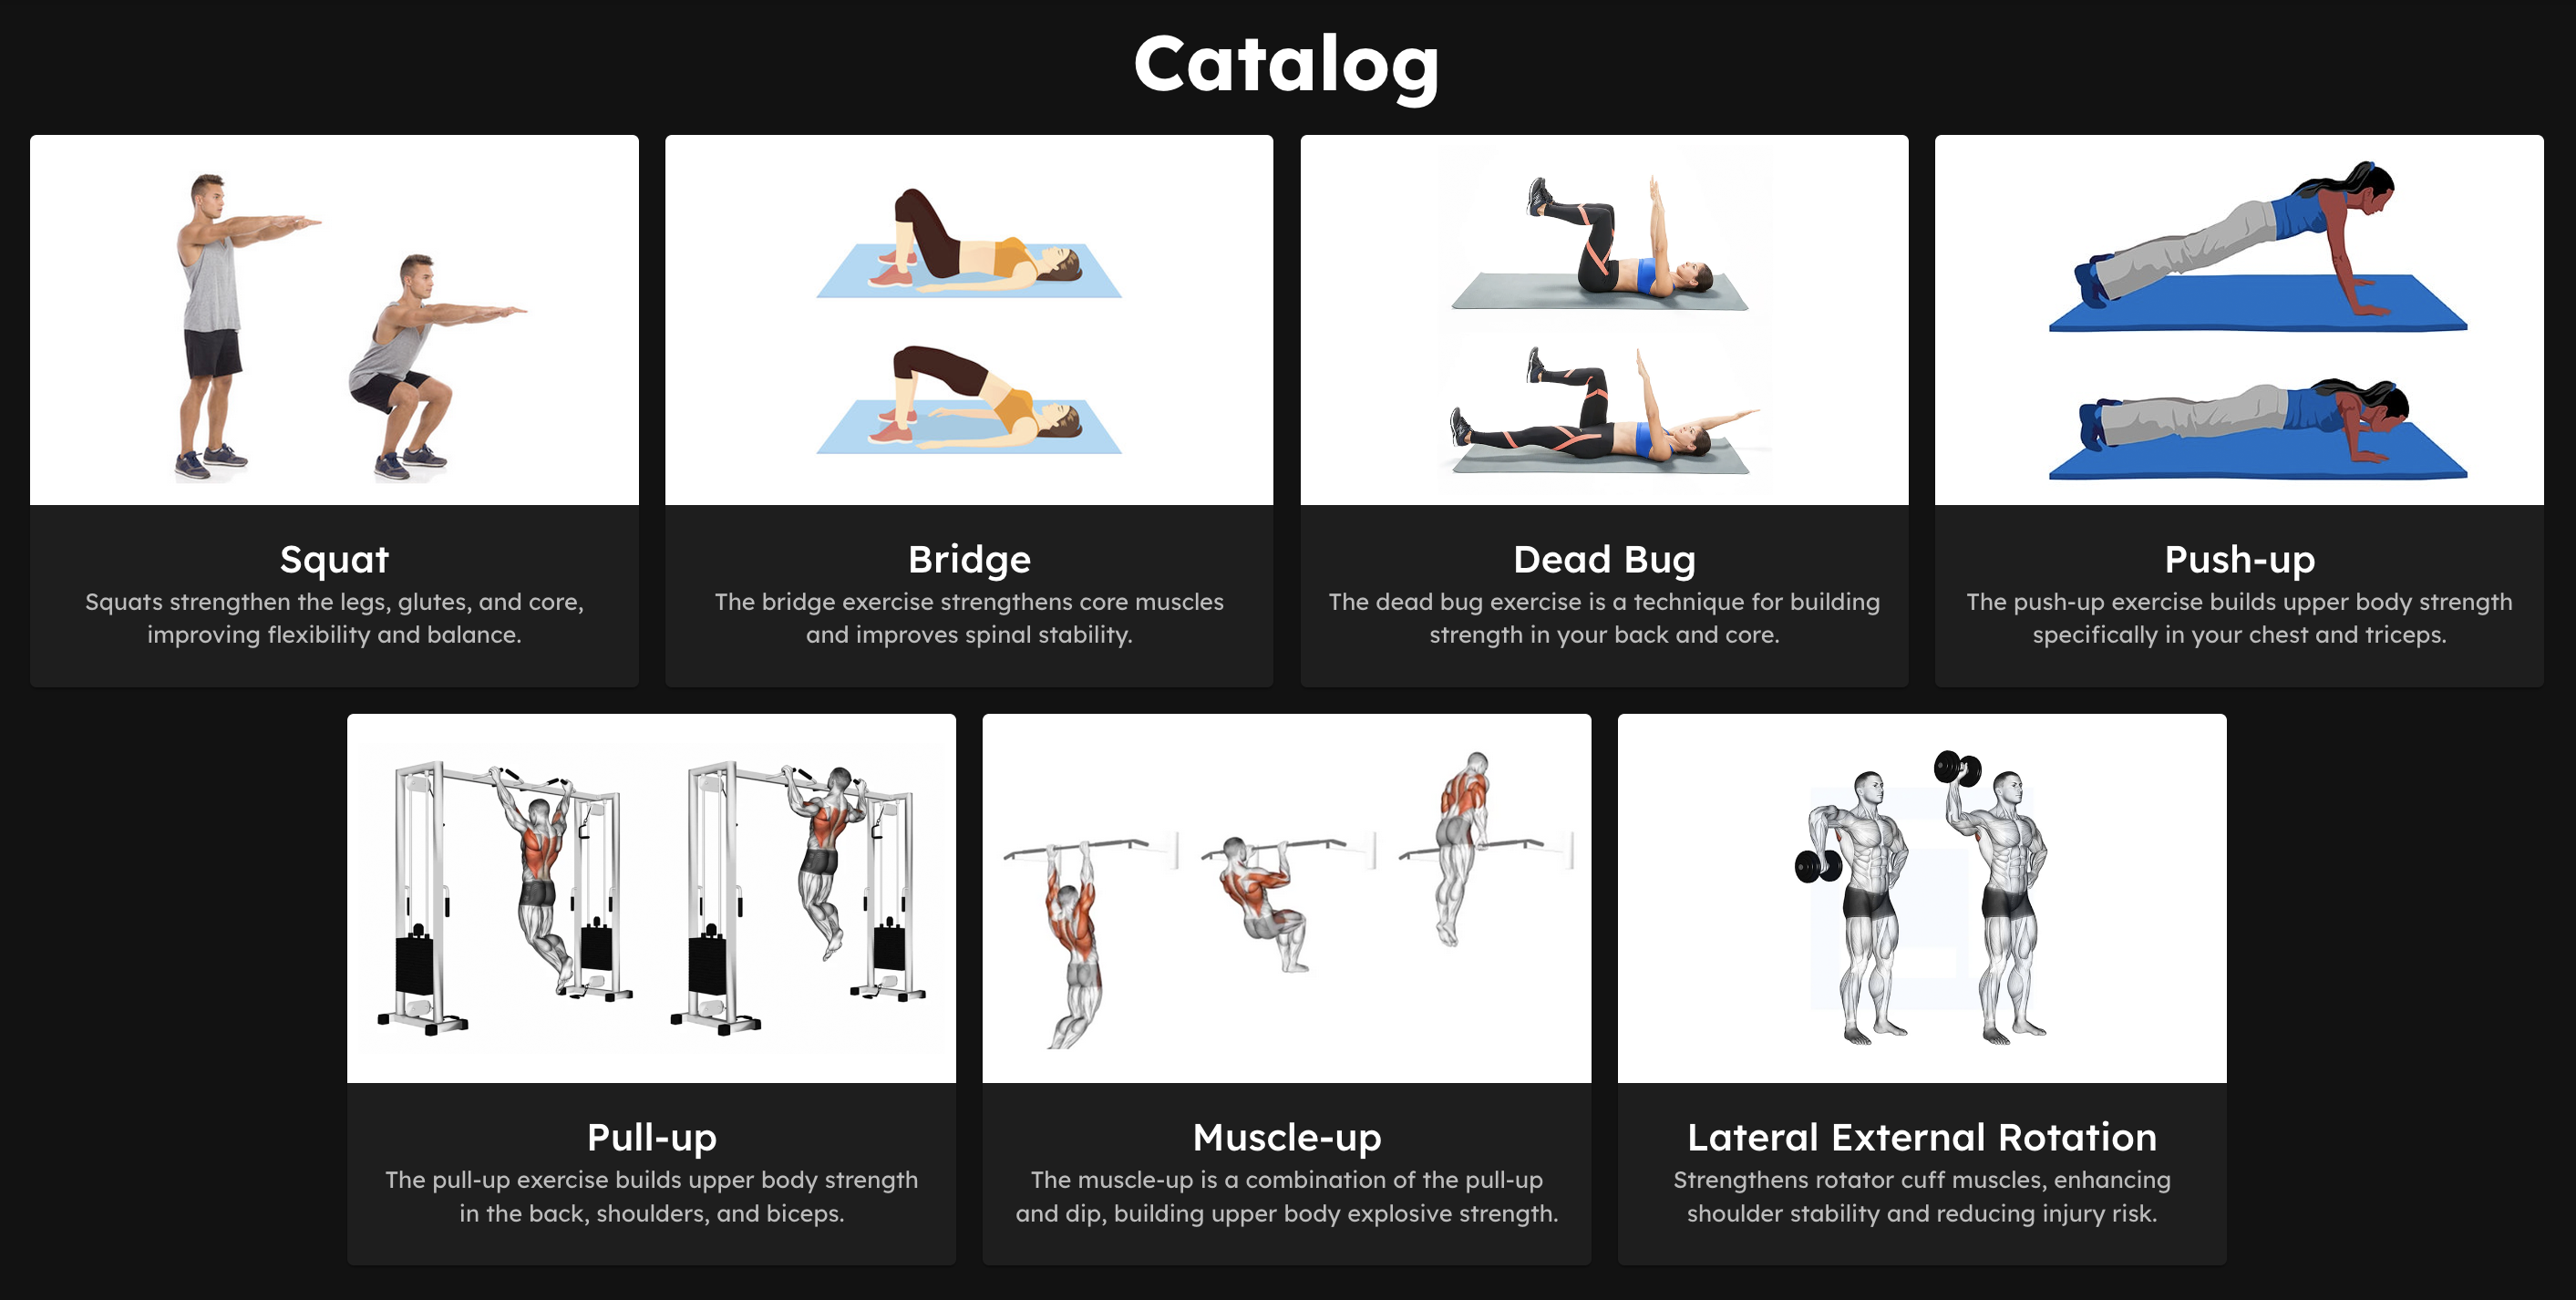 Catalog
Squat
Squats strengthen the legs, glutes, and core,
improving flexibility and balance.
Bridge
The bridge exercise strengthens core muscles
and improves spinal stability.
Dead Bug
The dead bug exercise is a technique for building
strength in your back and core.
Push-up
The push-up exercise builds upper body strength
specifically in your chest and triceps.
Pull-up
The pull-up exercise builds upper body strength
in the back, shoulders, and biceps.
Muscle-up
The muscle-up is a combination of the pull-up
and dip, building upper body explosive strength.
Lateral External Rotation
Strengthens rotator cuff muscles, enhancing
shoulder stability and reducing injury risk.